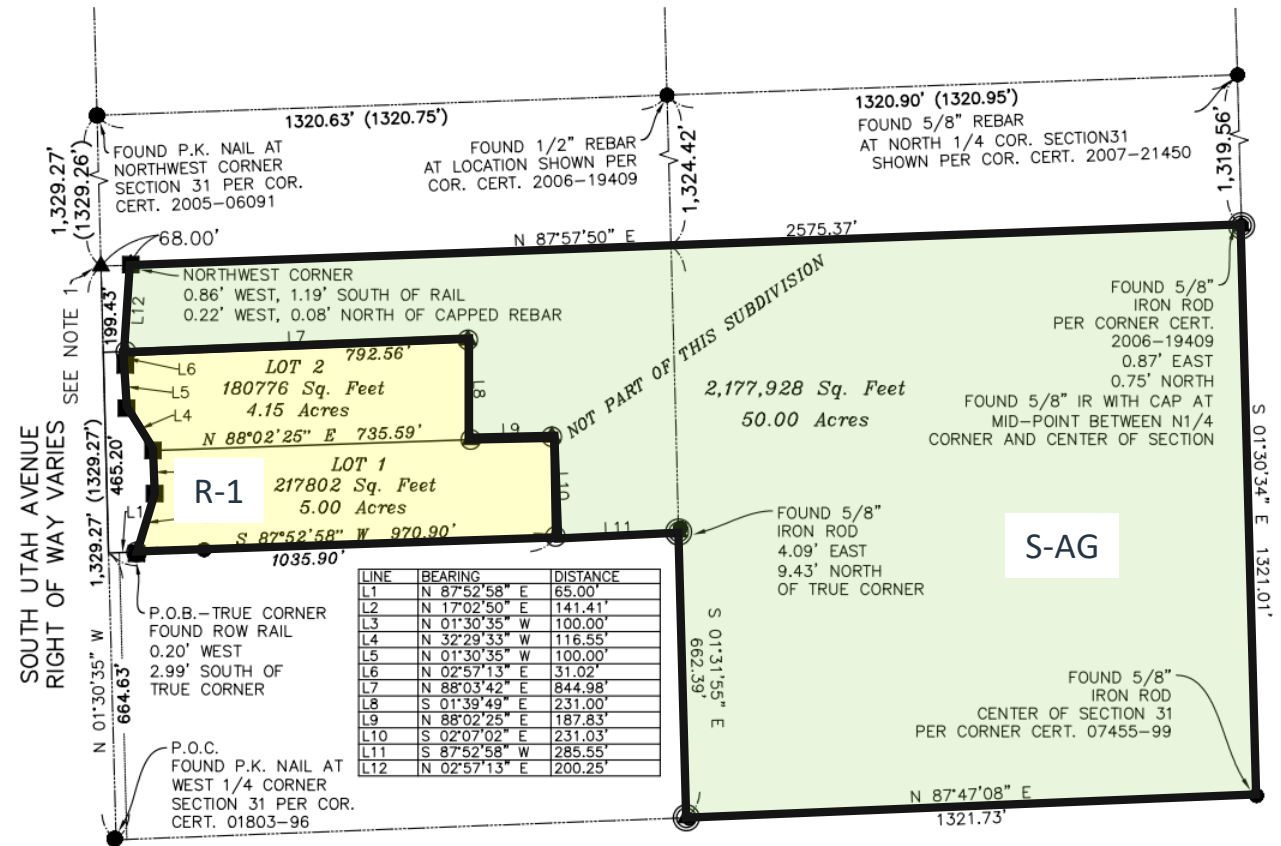 1320.63' (1320.75')
1320.90' (1320.95')
1,329.27'
(1329.26')
FOUND P.K. NAIL AT
NORTHWEST CORNER
SECTION 31 PER COR.
CERT. 2005-06091
FOUND 1/2" REBAR
AT LOCATION SHOWN PER
COR. CERT. 2006-19409
1,324.42'
FOUND 5/8" REBAR
AT NORTH 1/4 COR. SECTION31
SHOWN PER COR. CERT. 2007-21450
1,319.56'
68.00'
N 87°57'50" E
2575.37'
NORTHWEST CORNER
0.86' WEST, 1.19' SOUTH OF RAIL
0.22' WEST, 0.08' NORTH OF CAPPED REBAR
SEE NOTE 1
199.43'
L12
L7
792.56'
L6
L5
L4
LOT 2
180776 Sq. Feet
4.15 Acres
L8
N 88°02'25" E 735.59'
L9
NOT PART OF THIS SUBDIVISION
2,177,928 Sq. Feet
50.00 Acres
FOUND 5/8"
IRON ROD
PER CORNER CERT.
2006-19409
0.87' EAST
0.75' NORTH
FOUND 5/8" IR WITH CAP AT
MID-POINT BETWEEN N1/4
CORNER AND CENTER OF SECTION
SOUTH UTAH AVENUE
RIGHT OF WAY VARIES
1,329.27' (1329.27')
465.20'
LOT 1
217802 Sq. Feet
5.00 Acres
R-1
L10
L1
S 87°52'58" W 970.90'
1035.90'
L11
FOUND 5/8"
IRON ROD
4.09' EAST
9.43' NORTH
OF TRUE CORNER
S-AG
S 01°30'34" E 1321.01'
P.O.B.-TRUE CORNER
FOUND ROW RAIL
0.20' WEST
2.99' SOUTH OF
TRUE CORNER
LINE BEARING DISTANCE
L1 N 87°52'58" E 65.00'
L2 N 17°02'50" E 141.41'
L3 N 01°30'35" W 100.00'
L4 N 32°29'33" W 116.55'
L5 N 01°30'35" W 100.00'
L6 N 02°57'13" E 31.02'
L7 N 88°03'42" E 844.98'
L8 S 01°39'49" E 231.00'
L9 N 88°02'25" E 187.83'
L10 S 02°07'02" E 231.03'
L11 S 87°52'58" W 285.55'
L12 N 02°57'13" E 200.25'
S 01°31'55" E
662.39'
N 01°30'35" W
664.63'
P.O.C.
FOUND P.K. NAIL AT
WEST 1/4 CORNER
SECTION 31 PER COR.
CERT. 01803-96
FOUND 5/8"
IRON ROD
CENTER OF SECTION 31
PER CORNER CERT. 07455-99
N 87°47'08" E
1321.73'